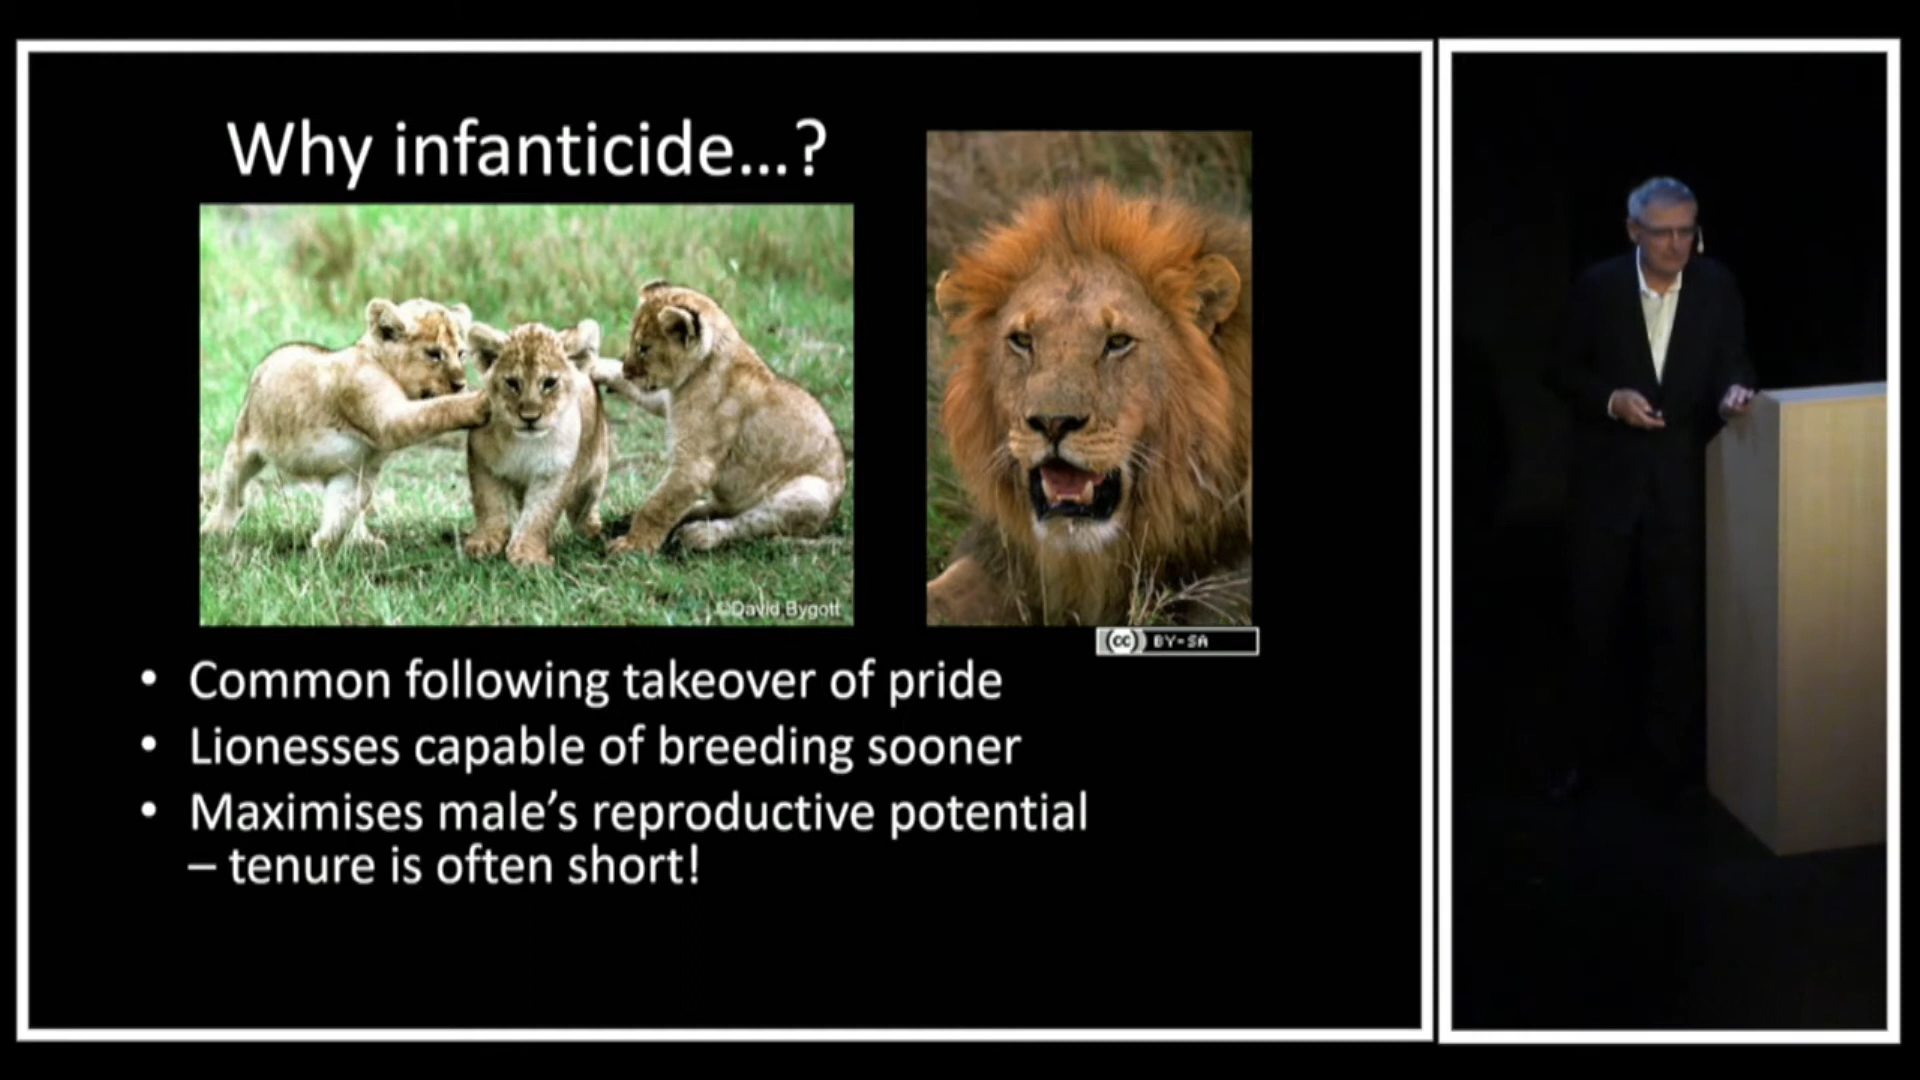 Why infanticide...?
©David Bygott
cc BY-SA
• Common following takeover of pride
• Lionesses capable of breeding sooner
• Maximises male’s reproductive potential
– tenure is often short!